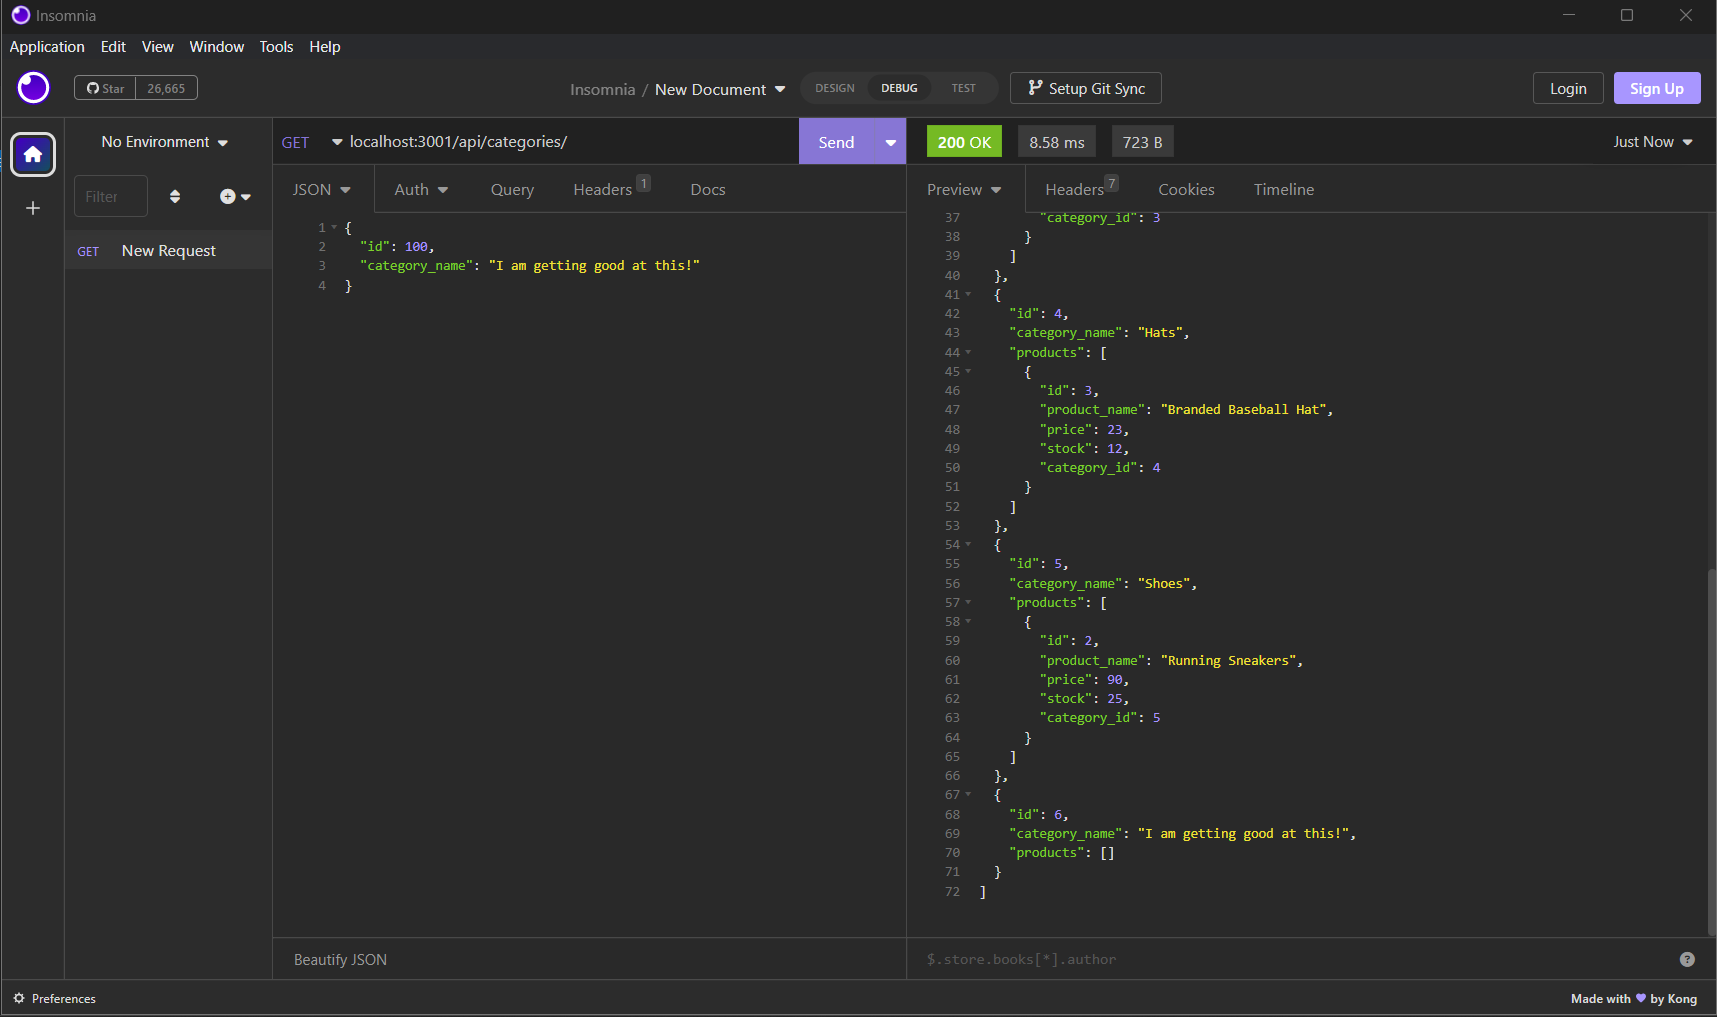 Insomnia
Application Edit View Window Tools Help
Star 26,665
Insomnia / New Document
DESIGN DEBUG TEST
Setup Git Sync
Login
Sign Up
No Environment
Filter
GET New Request
GET localhost:3001/api/categories/ Send
JSON Auth Query Headers 1 Docs
1 {
2 "id": 100,
3 "category_name": "I am getting good at this!"
4 }
Beautify JSON
200 OK 8.58 ms 723 B Just Now
Preview Headers 7 Cookies Timeline
37 "category_id": 3
38 }
39 ]
40 },
41 {
42 "id": 4,
43 "category_name": "Hats",
44 "products": [
45 {
46 "id": 3,
47 "product_name": "Branded Baseball Hat",
48 "price": 23,
49 "stock": 12,
50 "category_id": 4
51 }
52 ]
53 },
54 {
55 "id": 5,
56 "category_name": "Shoes",
57 "products": [
58 {
59 "id": 2,
60 "product_name": "Running Sneakers",
61 "price": 90,
62 "stock": 25,
63 "category_id": 5
64 }
65 ]
66 },
67 {
68 "id": 6,
69 "category_name": "I am getting good at this!",
70 "products": []
71 }
72 ]
$.store.books[*].author ?
Preferences
Made with 💜 by Kong